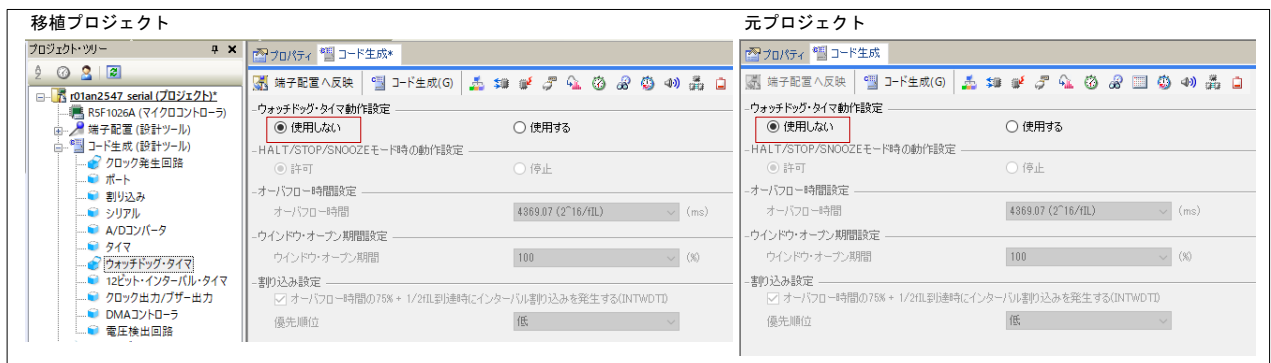 移植プロジェクト
プロジェクト・ツリー
r01an2547_serial (プロジェクト)*
R5F1026A (マイクロコントローラ)
端子配置 (設計ツール)
コード生成 (設計ツール)
クロック発生回路
ポート
割り込み
シリアル
A/Dコンバータ
タイマ
ウォッチドッグ・タイマ
12ビット・インターバル・タイマ
クロック出力/ブザー出力
DMAコントローラ
電圧検出回路
プロパティ コード生成*
端子配置へ反映 コード生成(G)
ウォッチドッグ・タイマ動作設定
使用しない 使用する
HALT/STOP/SNOOZEモード時の動作設定
許可 停止
オーバフロー時間設定
オーバフロー時間 4369.07 (2^16/fIL) (ms)
ウインドウ・オープン期間設定
ウインドウ・オープン期間 100 (%)
割り込み設定
オーバフロー時間の75% + 1/2fIL到達時にインターバル割り込みを発生する(INTWDTI)
優先順位 低
元プロジェクト
プロパティ コード生成
端子配置へ反映 コード生成(G)
ウォッチドッグ・タイマ動作設定
使用しない 使用する
HALT/STOP/SNOOZEモード時の動作設定
許可 停止
オーバフロー時間設定
オーバフロー時間 4369.07 (2^16/fIL) (ms)
ウインドウ・オープン期間設定
ウインドウ・オープン期間 100 (%)
割り込み設定
オーバフロー時間の75% + 1/2fIL到達時にインターバル割り込みを発生する(INTWDTI)
優先順位 低